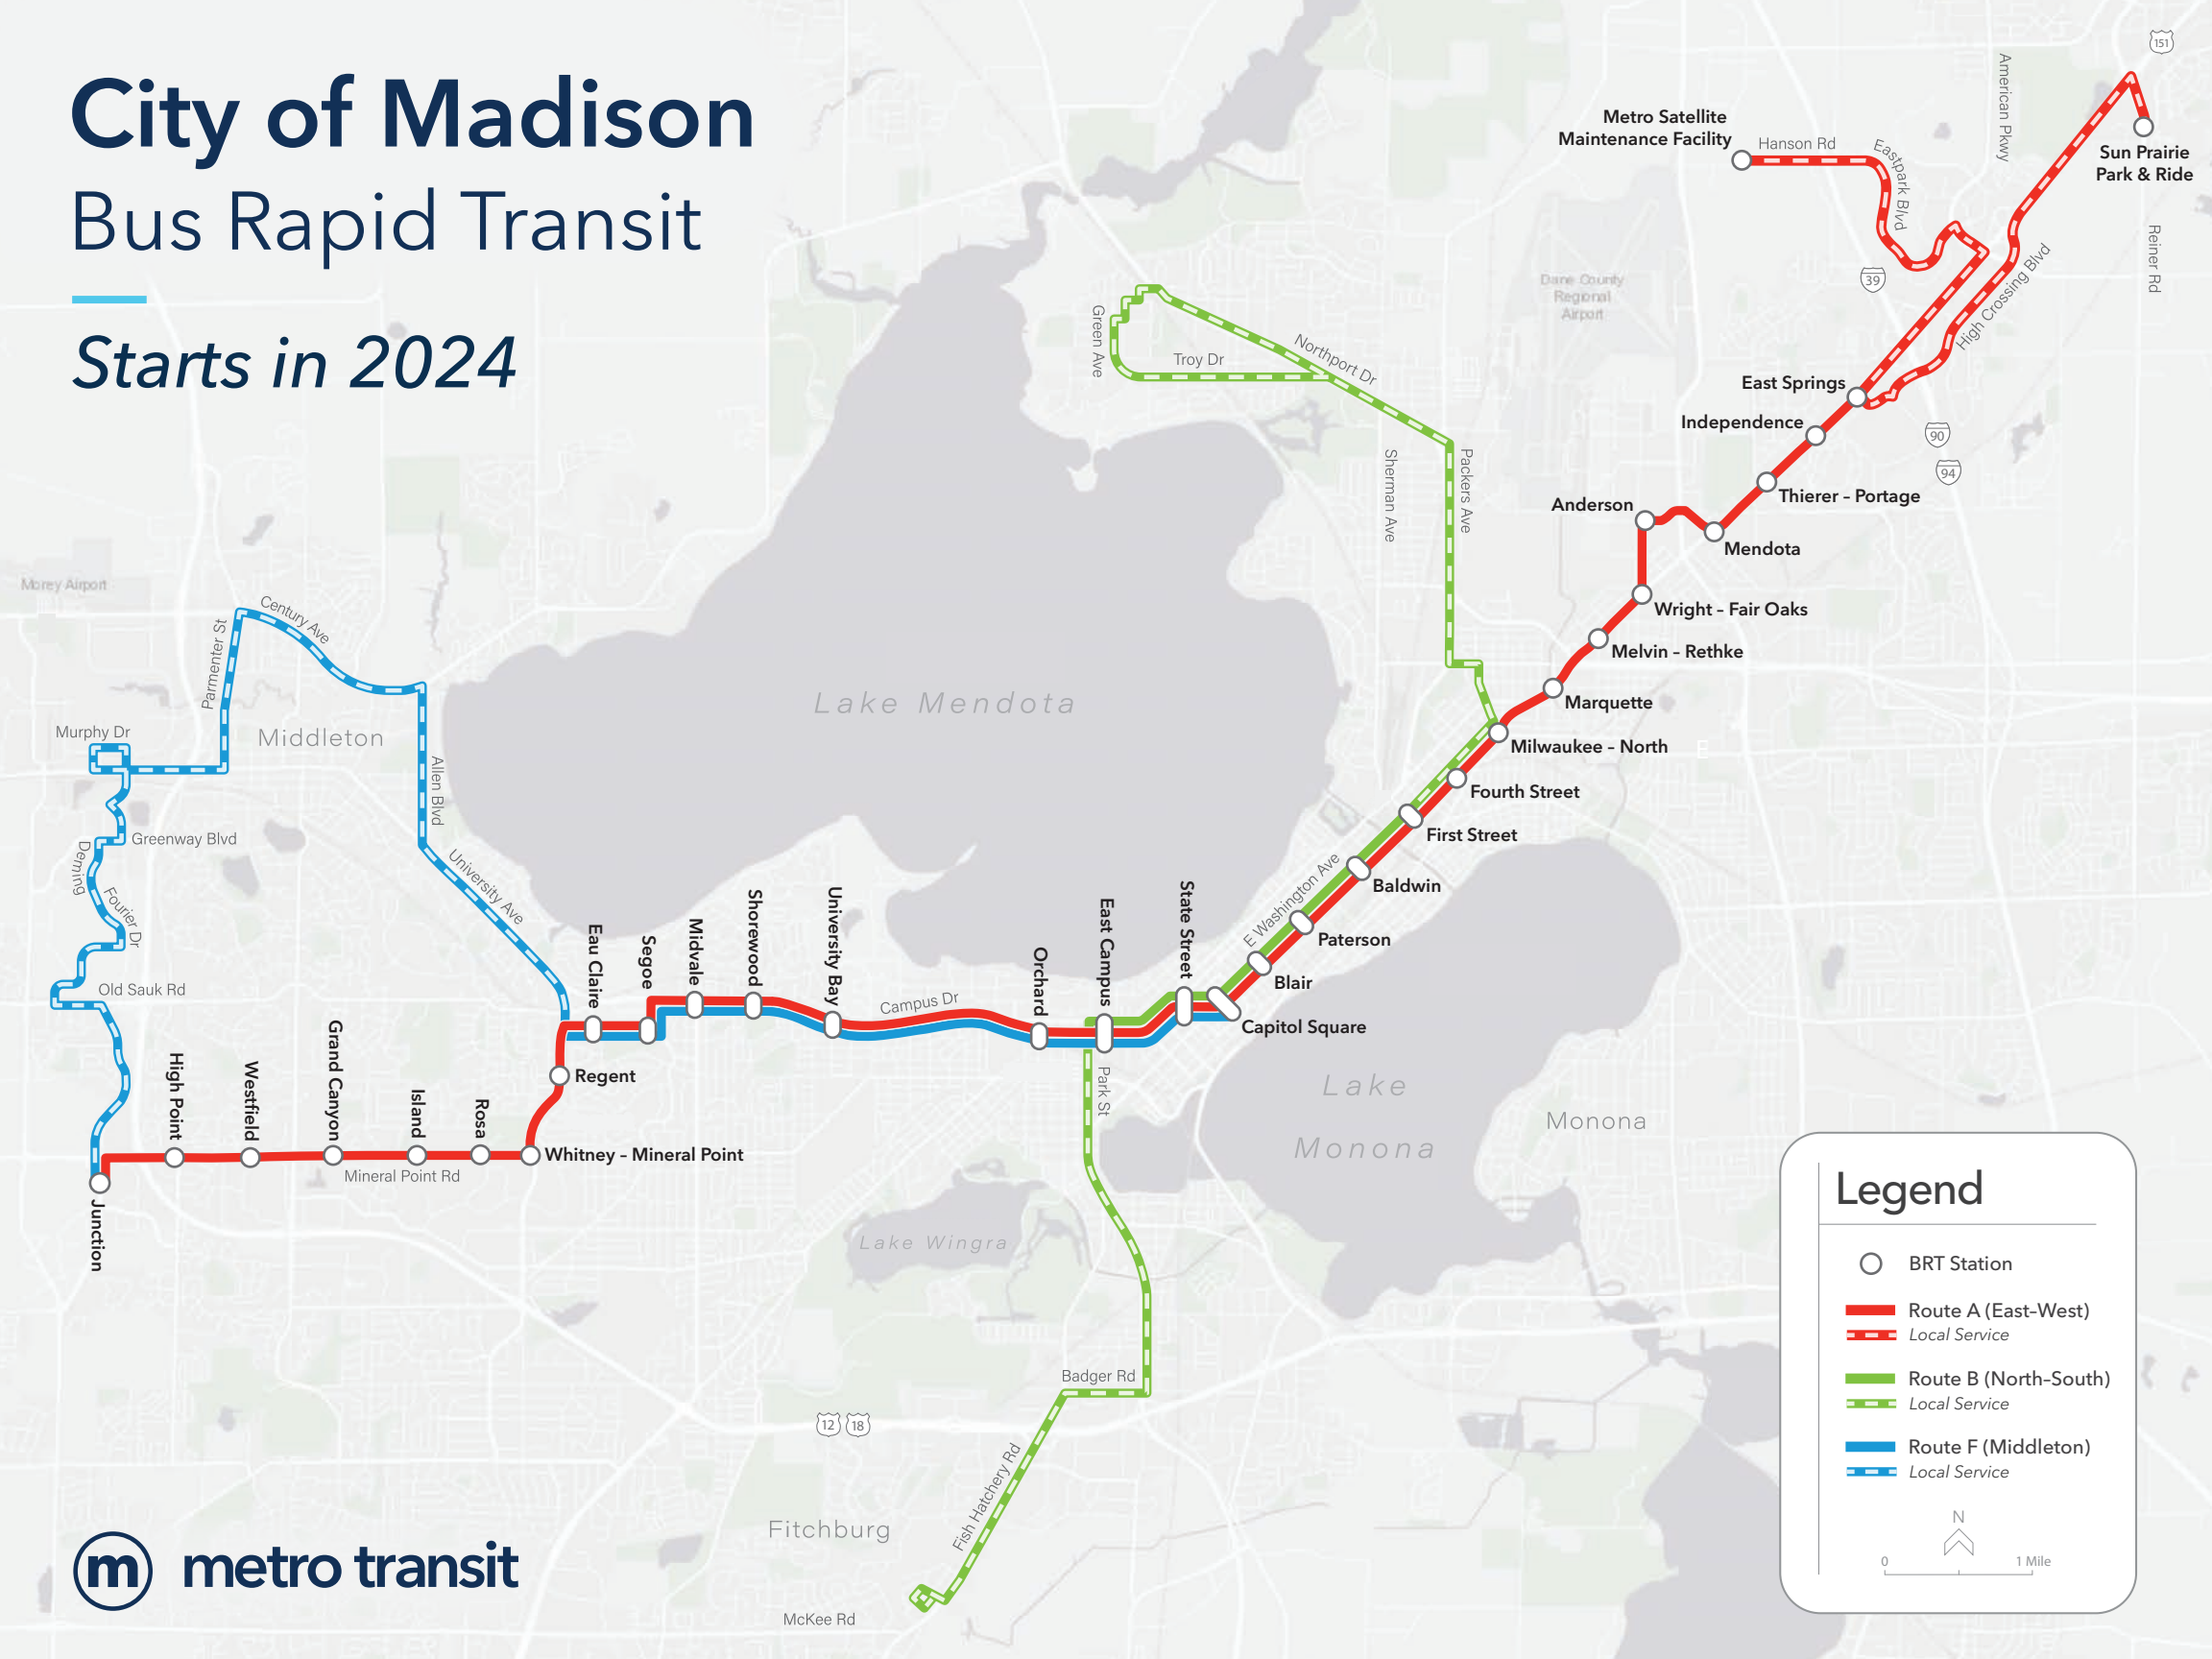 City of Madison
Bus Rapid Transit
Starts in 2024
151
American Pkwy
Metro Satellite
Maintenance Facility
Hanson Rd
Eastpark Blvd
Sun Prairie
Park & Ride
Reiner Rd
39
High Crossing Blvd
Dane County
Regional
Airport
Green Ave
Troy Dr
Northport Dr
East Springs
Independence
90
94
Sherman Ave
Packers Ave
Thierer - Portage
Anderson
Mendota
Morey Airport
Century Ave
Parmenter St
Wright - Fair Oaks
Melvin - Rethke
Lake Mendota
Marquette
Murphy Dr
Middleton
Milwaukee - North
E
Allen Blvd
Fourth Street
Greenway Blvd
First Street
Deming
Fourier Dr
University Ave
E Washington Ave
Baldwin
Paterson
Blair
Capitol Square
Eau Claire
Segoe
Midvale
Shorewood
University Bay
Campus Dr
Orchard
East Campus
State Street
Old Sauk Rd
High Point
Westfield
Grand Canyon
Island
Rosa
Regent
Park St
Lake
Monona
Monona
Whitney - Mineral Point
Mineral Point Rd
Junction
Lake Wingra
Badger Rd
12
18
Fish Hatchery Rd
Fitchburg
McKee Rd
m metro transit
Legend
BRT Station
Route A (East-West)
Local Service
Route B (North-South)
Local Service
Route F (Middleton)
Local Service
N
0
1 Mile